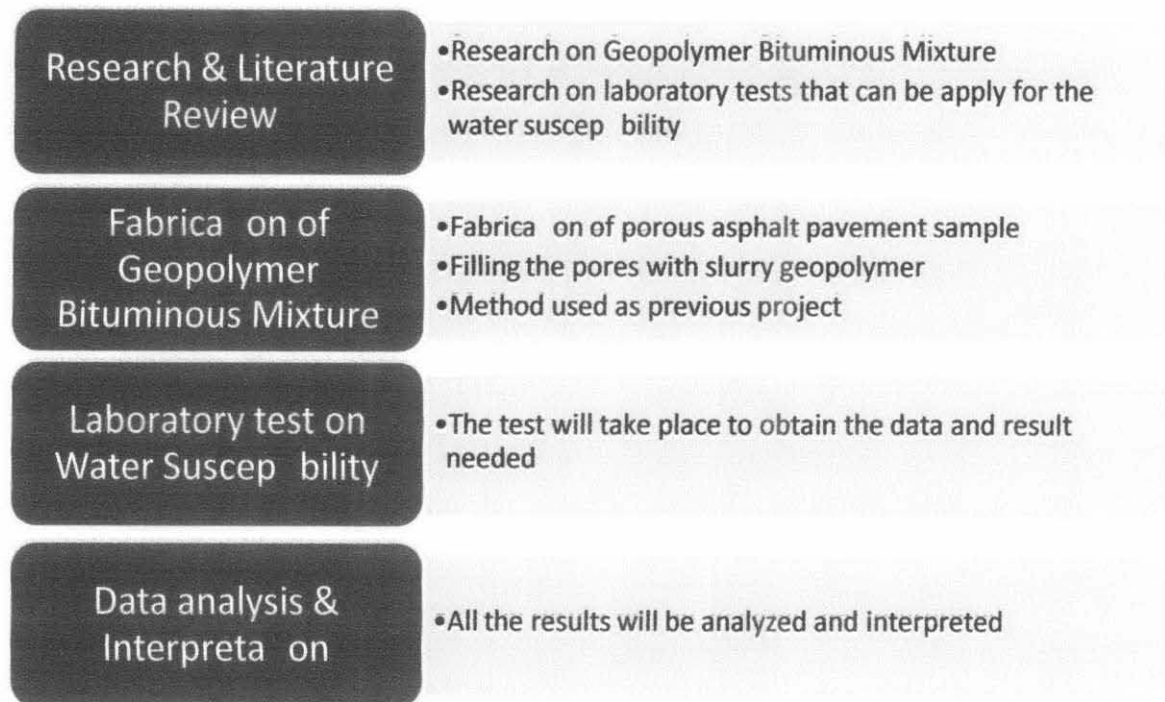 Research & Literature
Review
•Research on Geopolymer Bituminous Mixture
•Research on laboratory tests that can be apply for the
water suscep bility
Fabrica on of
Geopolymer
Bituminous Mixture
•Fabrica on of porous asphalt pavement sample
•Filling the pores with slurry geopolymer
•Method used as previous project
Laboratory test on
Water Suscep bility
•The test will take place to obtain the data and result
needed
Data analysis &
Interpreta on
•All the results will be analyzed and interpreted